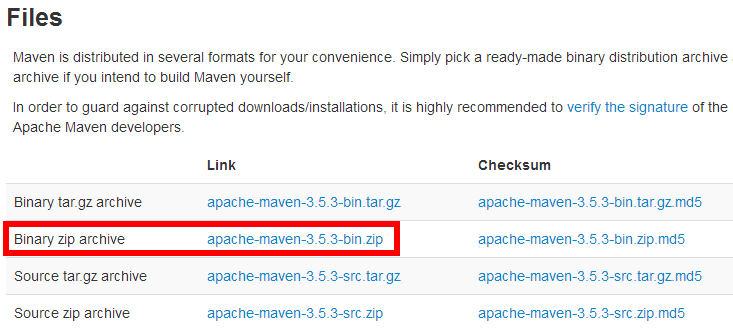 Files
Maven is distributed in several formats for your convenience. Simply pick a ready-made binary distribution archive
archive if you intend to build Maven yourself.
In order to guard against corrupted downloads/installations, it is highly recommended to verify the signature of the
Apache Maven developers.
Link Checksum
Binary tar.gz archive apache-maven-3.5.3-bin.tar.gz apache-maven-3.5.3-bin.tar.gz.md5
Binary zip archive apache-maven-3.5.3-bin.zip apache-maven-3.5.3-bin.zip.md5
Source tar.gz archive apache-maven-3.5.3-src.tar.gz apache-maven-3.5.3-src.tar.gz.md5
Source zip archive apache-maven-3.5.3-src.zip apache-maven-3.5.3-src.zip.md5